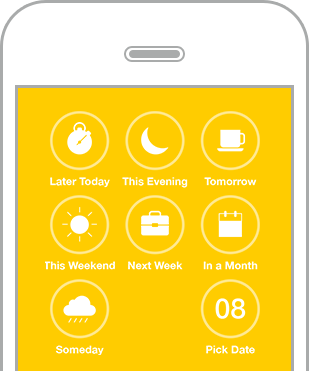 Later Today This Evening Tomorrow
This Weekend Next Week In a Month
08
Someday Pick Date